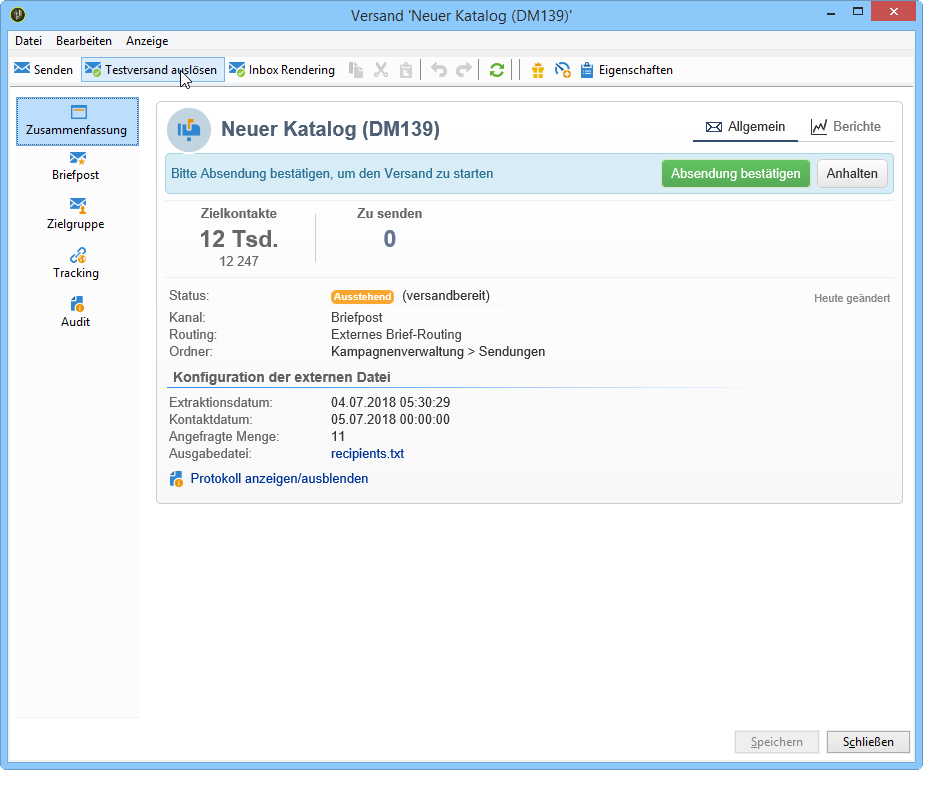 Versand 'Neuer Katalog (DM139)'
Datei Bearbeiten Anzeige
Senden Testversand auslösen Inbox Rendering Eigenschaften
Zusammenfassung
Briefpost
Zielgruppe
Tracking
Audit
Neuer Katalog (DM139) Allgemein Berichte
Bitte Absendung bestätigen, um den Versand zu starten Absendung bestätigen Anhalten
Zielkontakte Zu senden
12 Tsd. 0
12 247
Status: Ausstehend (versandbereit) Heute geändert
Kanal: Briefpost
Routing: Externes Brief-Routing
Ordner: Kampagnenverwaltung > Sendungen
Konfiguration der externen Datei
Extraktionsdatum: 04.07.2018 05:30:29
Kontaktdatum: 05.07.2018 00:00:00
Angefragte Menge: 11
Ausgabedatei: recipients.txt
Protokoll anzeigen/ausblenden
Speichern Schließen